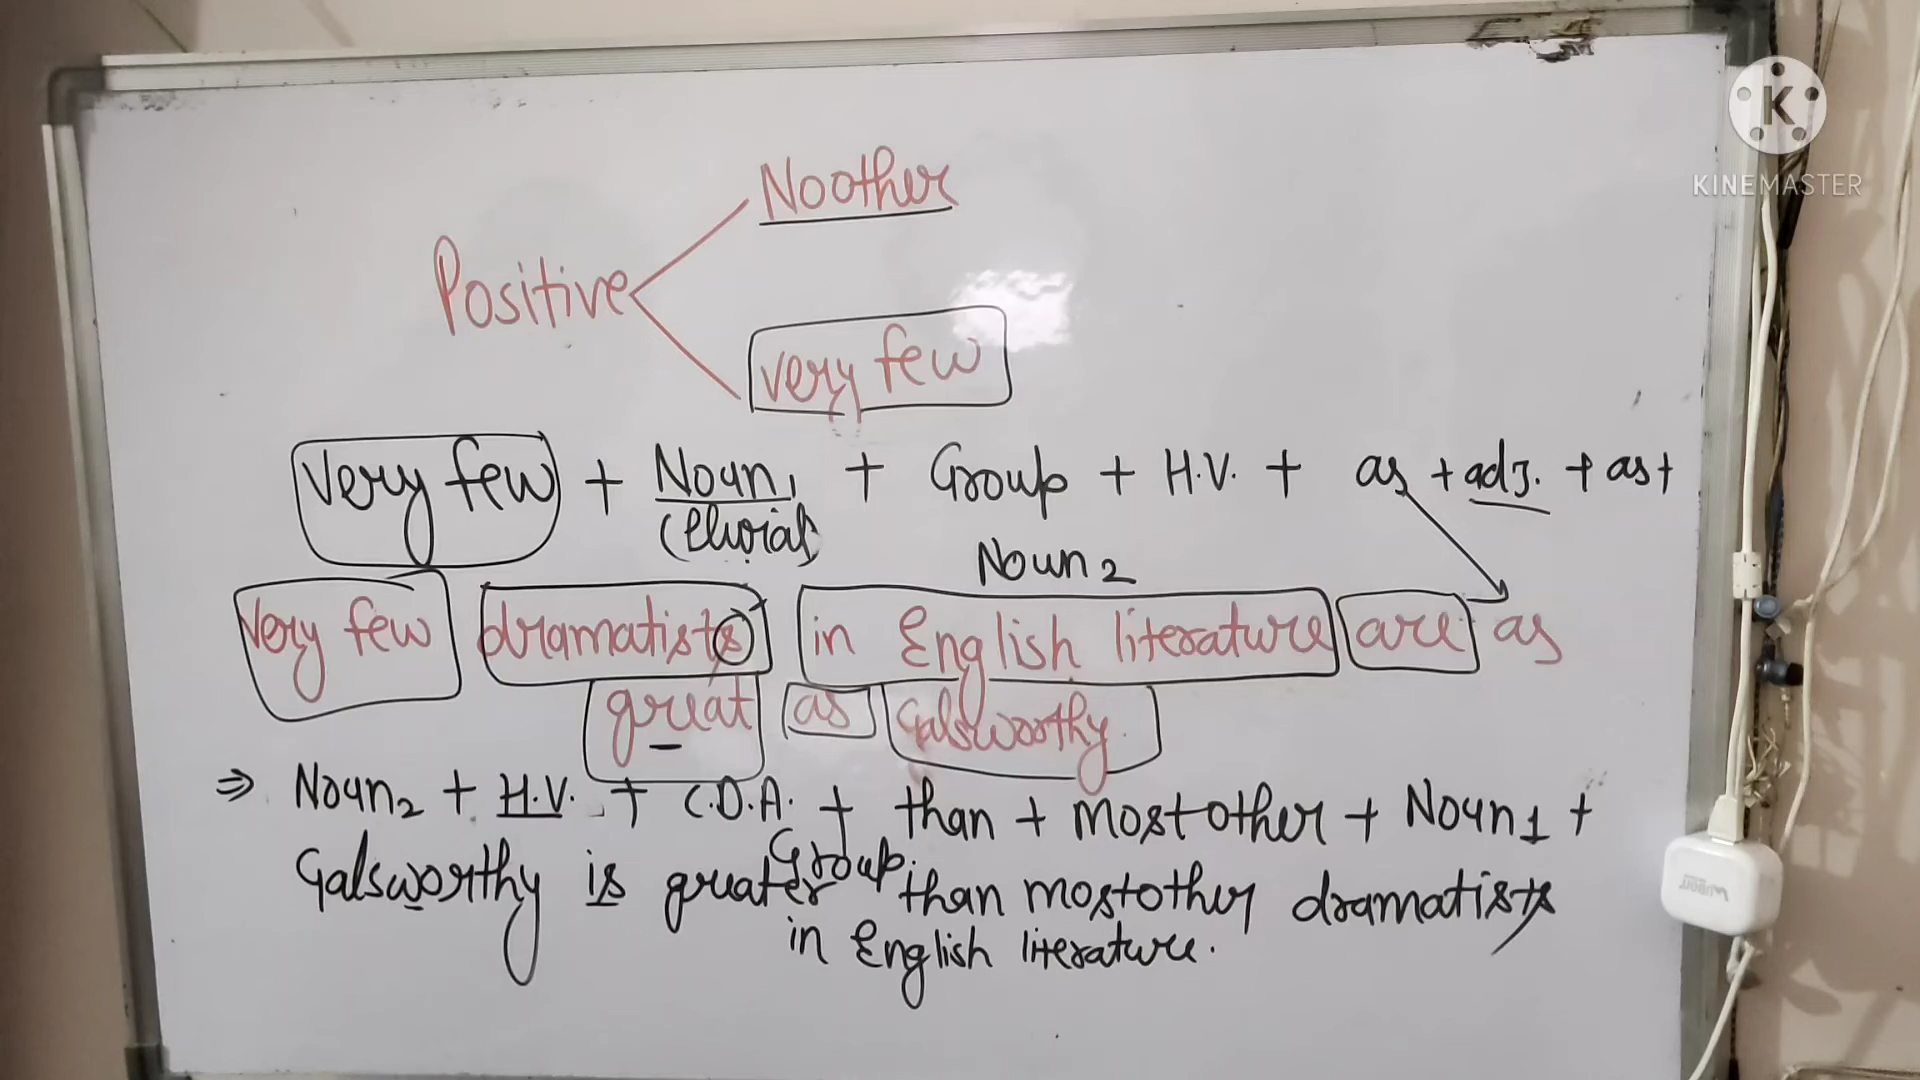 Noother
Positive
very few
Very few + Noun1 + Group + H.V. + as + adj. + as +
(Plural)
Noun2
Very few dramatists in English literature are as
great as Galsworthy.
⇒ Noun2 + H.V. + C.D.A. + than + most other + Noun1 +
Group.
Galsworthy is greater than most other dramatists
in English literature.
K
KINEMASTER